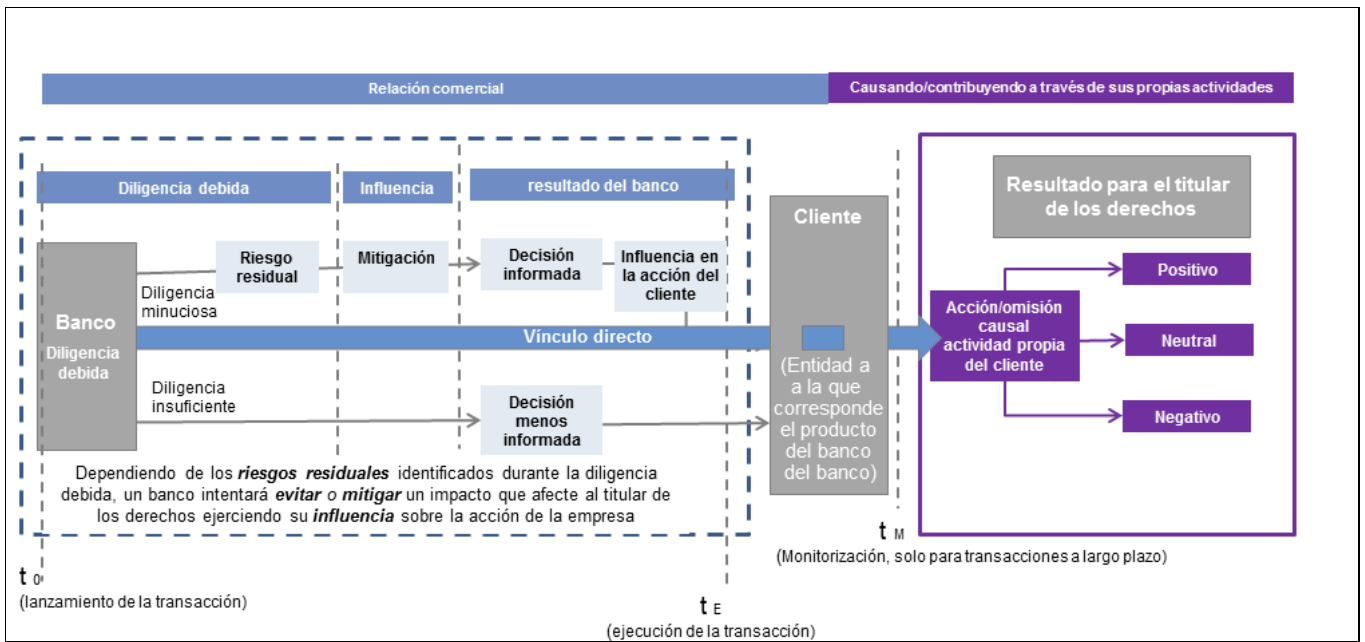 Relación comercial
Causando/contribuyendo a través de sus propias actividades
Diligencia debida
Influencia
resultado del banco
Resultado para el titular
de los derechos
Cliente
Banco
Diligencia
debida
Riesgo
residual
Mitigación
Decisión
informada
Influencia en
la acción del
cliente
Diligencia
minuciosa
Vínculo directo
Diligencia
insuficiente
Decisión
menos
informada
(Entidad a
a la que
corresponde
el producto
del banco
del banco)
Acción/omisión
causal
actividad propia
del cliente
Positivo
Neutral
Negativo
Dependiendo de los riesgos residuales identificados durante la diligencia
debida, un banco intentará evitar o mitigar un impacto que afecte al titular de
los derechos ejerciendo su influencia sobre la acción de la empresa
t M
(Monitorización, solo para transacciones a largo plazo)
t 0
(lanzamiento de la transacción)
t E
(ejecución de la transacción)